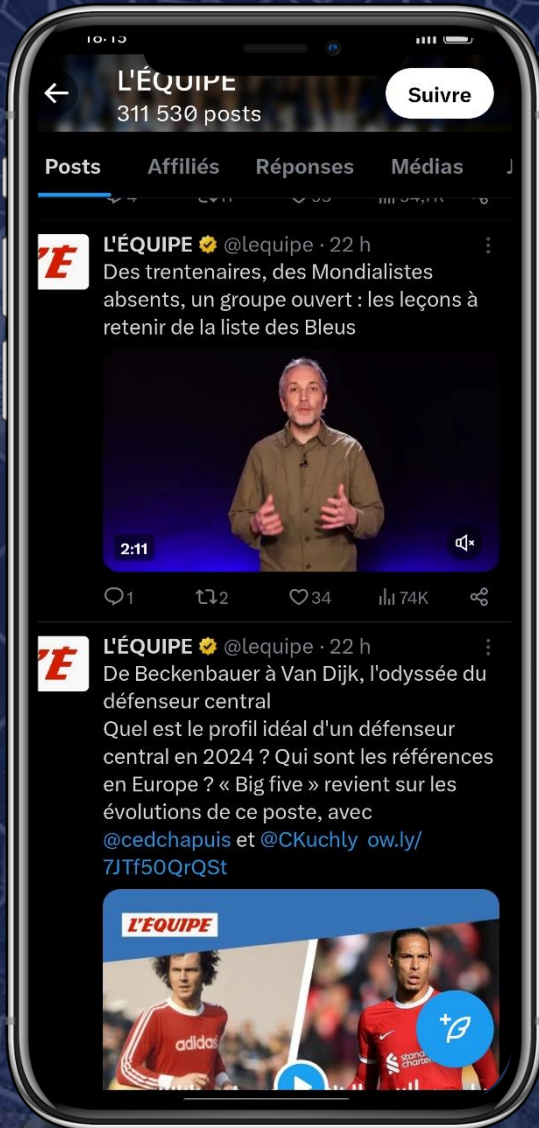 16:15
L'ÉQUIPE
311 530 posts
Suivre
Posts Affiliés Réponses Médias J
L'ÉQUIPE @lequipe · 22 h
Des trentenaires, des Mondialistes
absents, un groupe ouvert : les leçons à
retenir de la liste des Bleus
2:11
1 2 34 74K
L'ÉQUIPE @lequipe · 22 h
De Beckenbauer à Van Dijk, l'odyssée du
défenseur central
Quel est le profil idéal d'un défenseur
central en 2024 ? Qui sont les références
en Europe ? « Big five » revient sur les
évolutions de ce poste, avec
@cedchapuis et @CKuchly ow.ly/
7JTf50QrQSt
L'ÉQUIPE
adidas